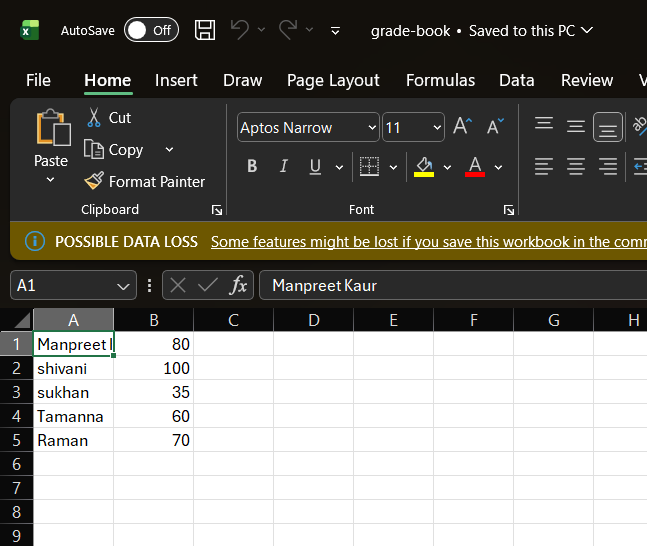 AutoSave Off grade-book • Saved to this PC
File Home Insert Draw Page Layout Formulas Data Review
Paste
Cut
Copy
Format Painter
Clipboard
Aptos Narrow 11 A A
B I U A
Font
POSSIBLE DATA LOSS Some features might be lost if you save this workbook in the
A1 fx Manpreet Kaur
A B C D E F G H
1 Manpreet 80
2 shivani 100
3 sukhan 35
4 Tamanna 60
5 Raman 70
6
7
8
9